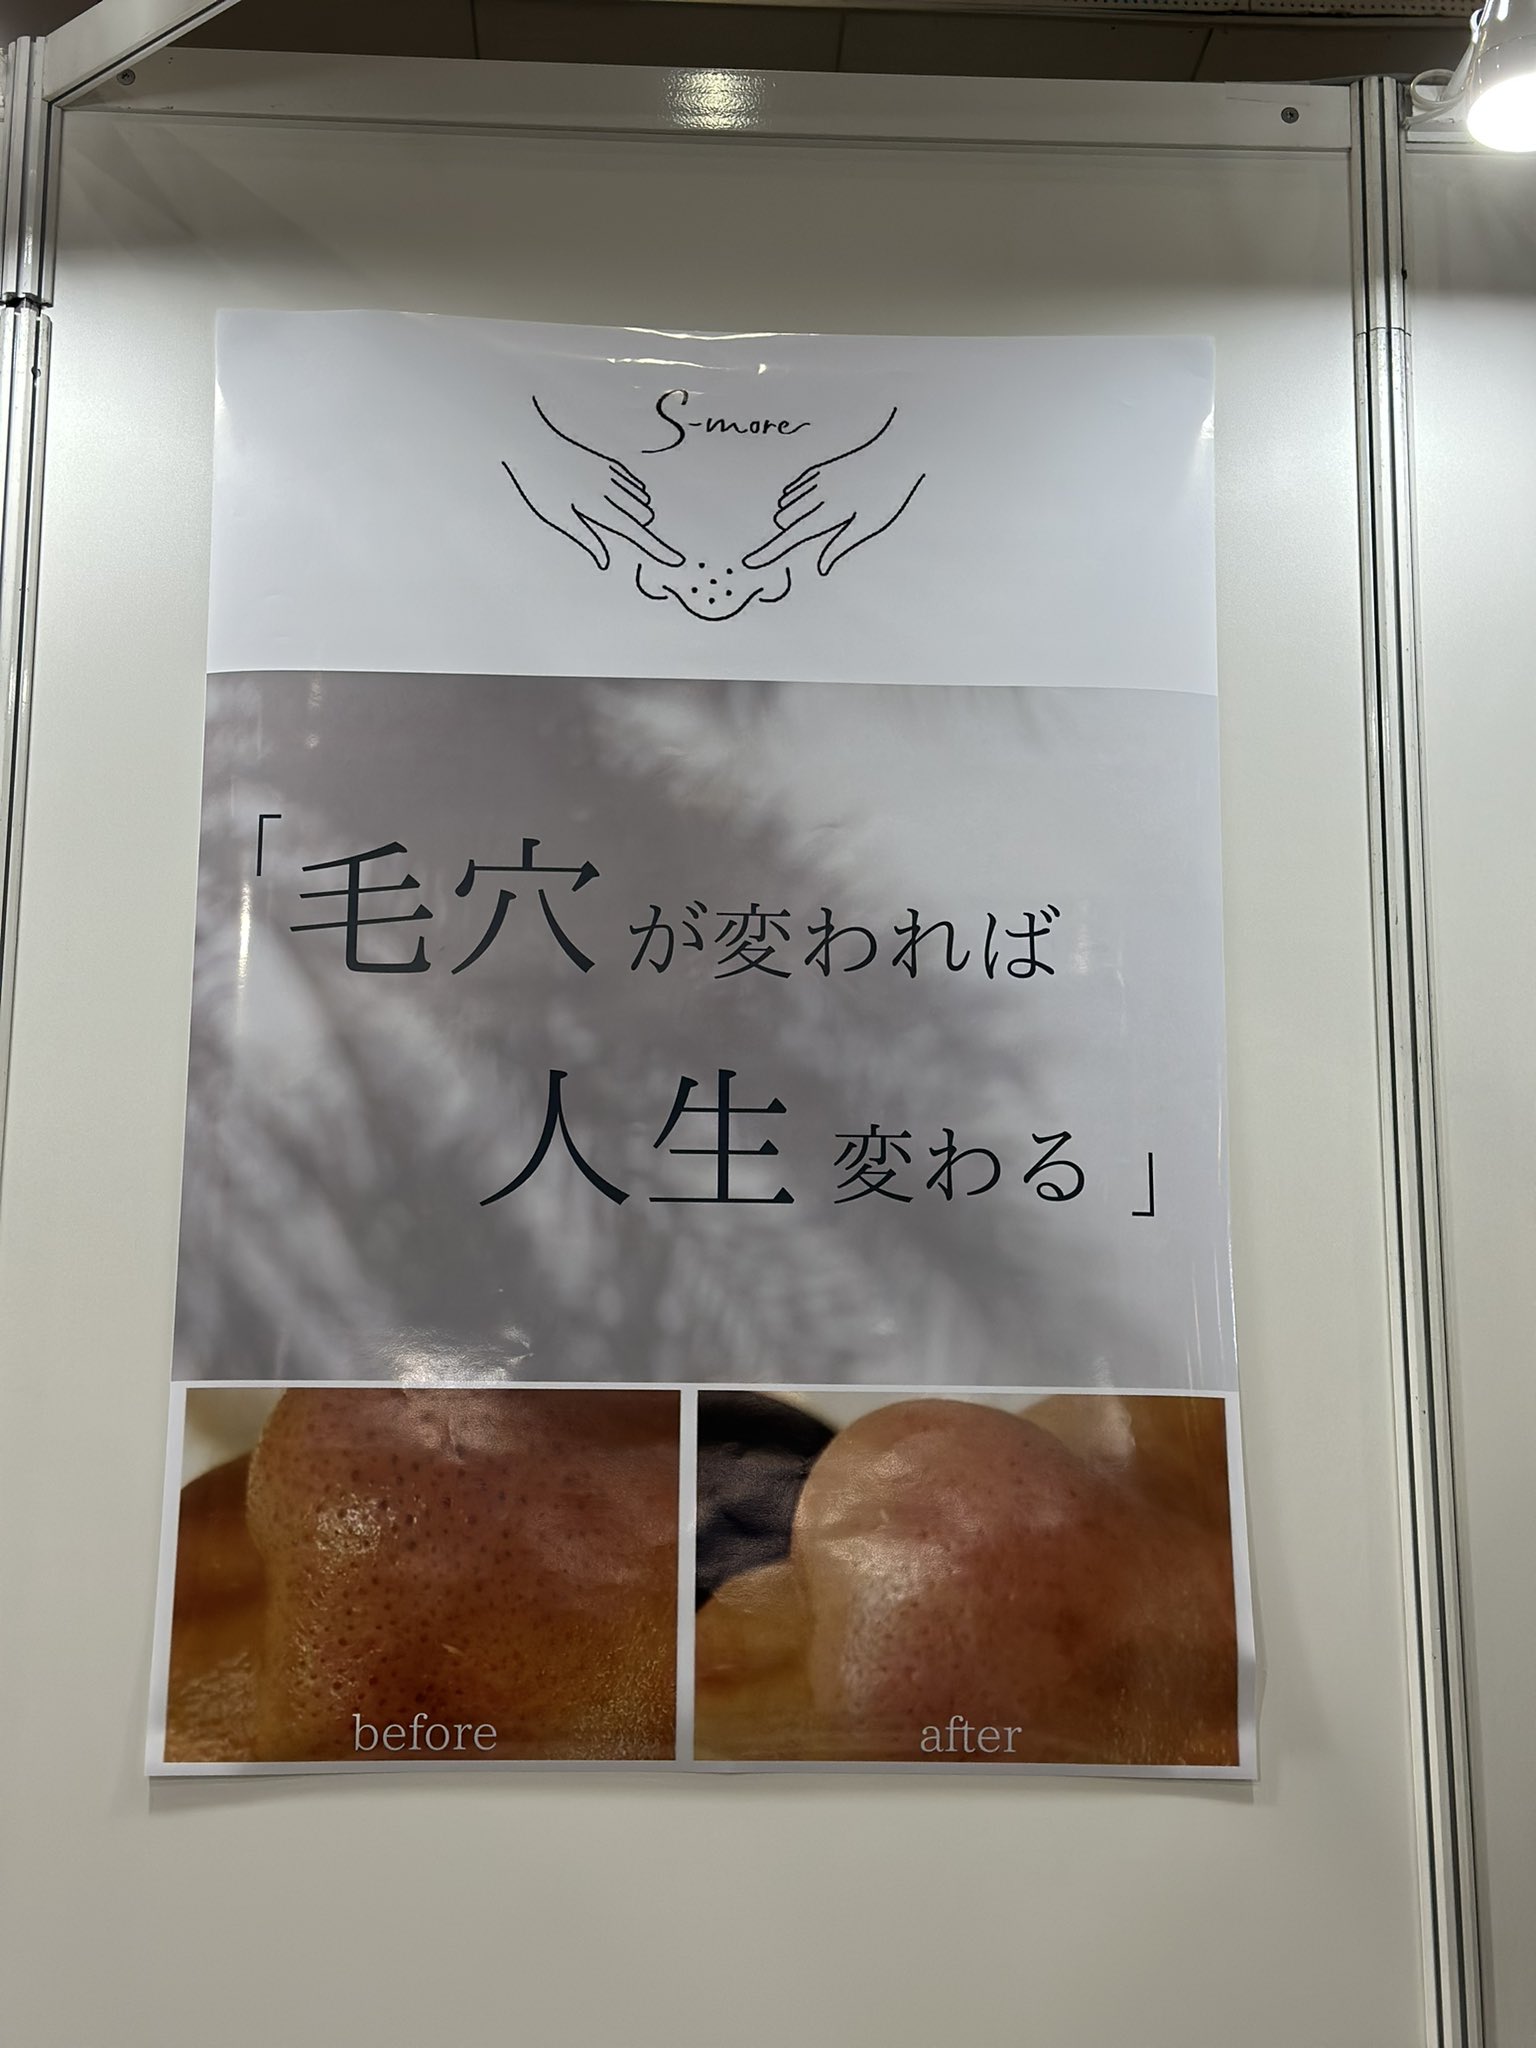 S-more
「毛穴が変われば
人生変わる」
before
after